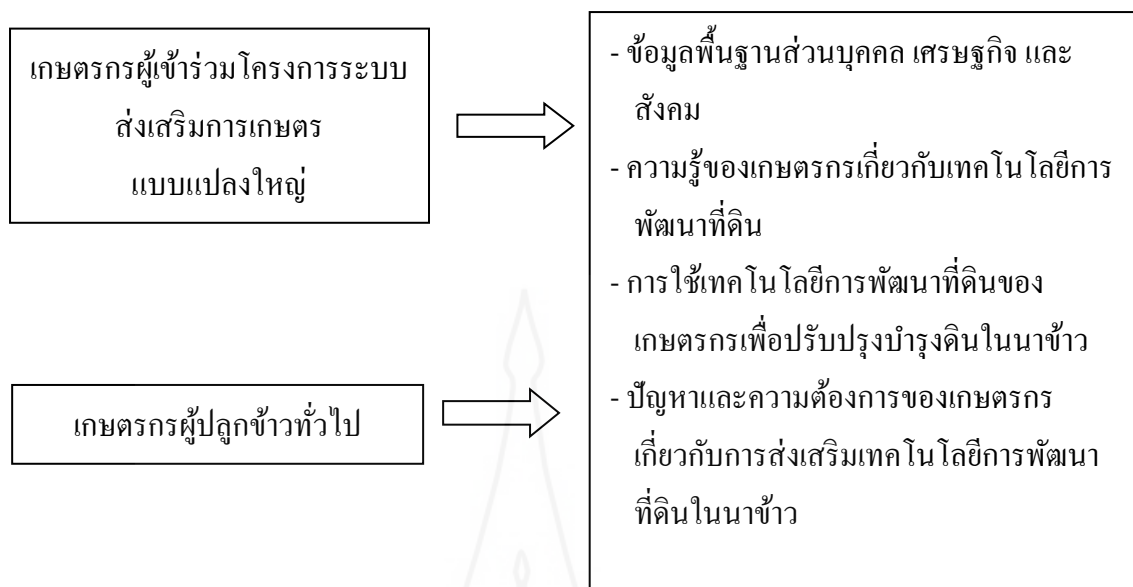 เกษตรกรผู้เข้าร่วมโครงการระบบ
ส่งเสริมการเกษตร
แบบแปลงใหญ่
เกษตรกรผู้ปลูกข้าวทั่วไป
- ข้อมูลพื้นฐานส่วนบุคคล เศรษฐกิจ และ
สังคม
- ความรู้ของเกษตรกรเกี่ยวกับเทคโนโลยีการ
พัฒนาที่ดิน
- การใช้เทคโนโลยีการพัฒนาที่ดินของ
เกษตรกรเพื่อปรับปรุงบำรุงดินในนาข้าว
- ปัญหาและความต้องการของเกษตรกร
เกี่ยวกับการส่งเสริมเทคโนโลยีการพัฒนา
ที่ดินในนาข้าว